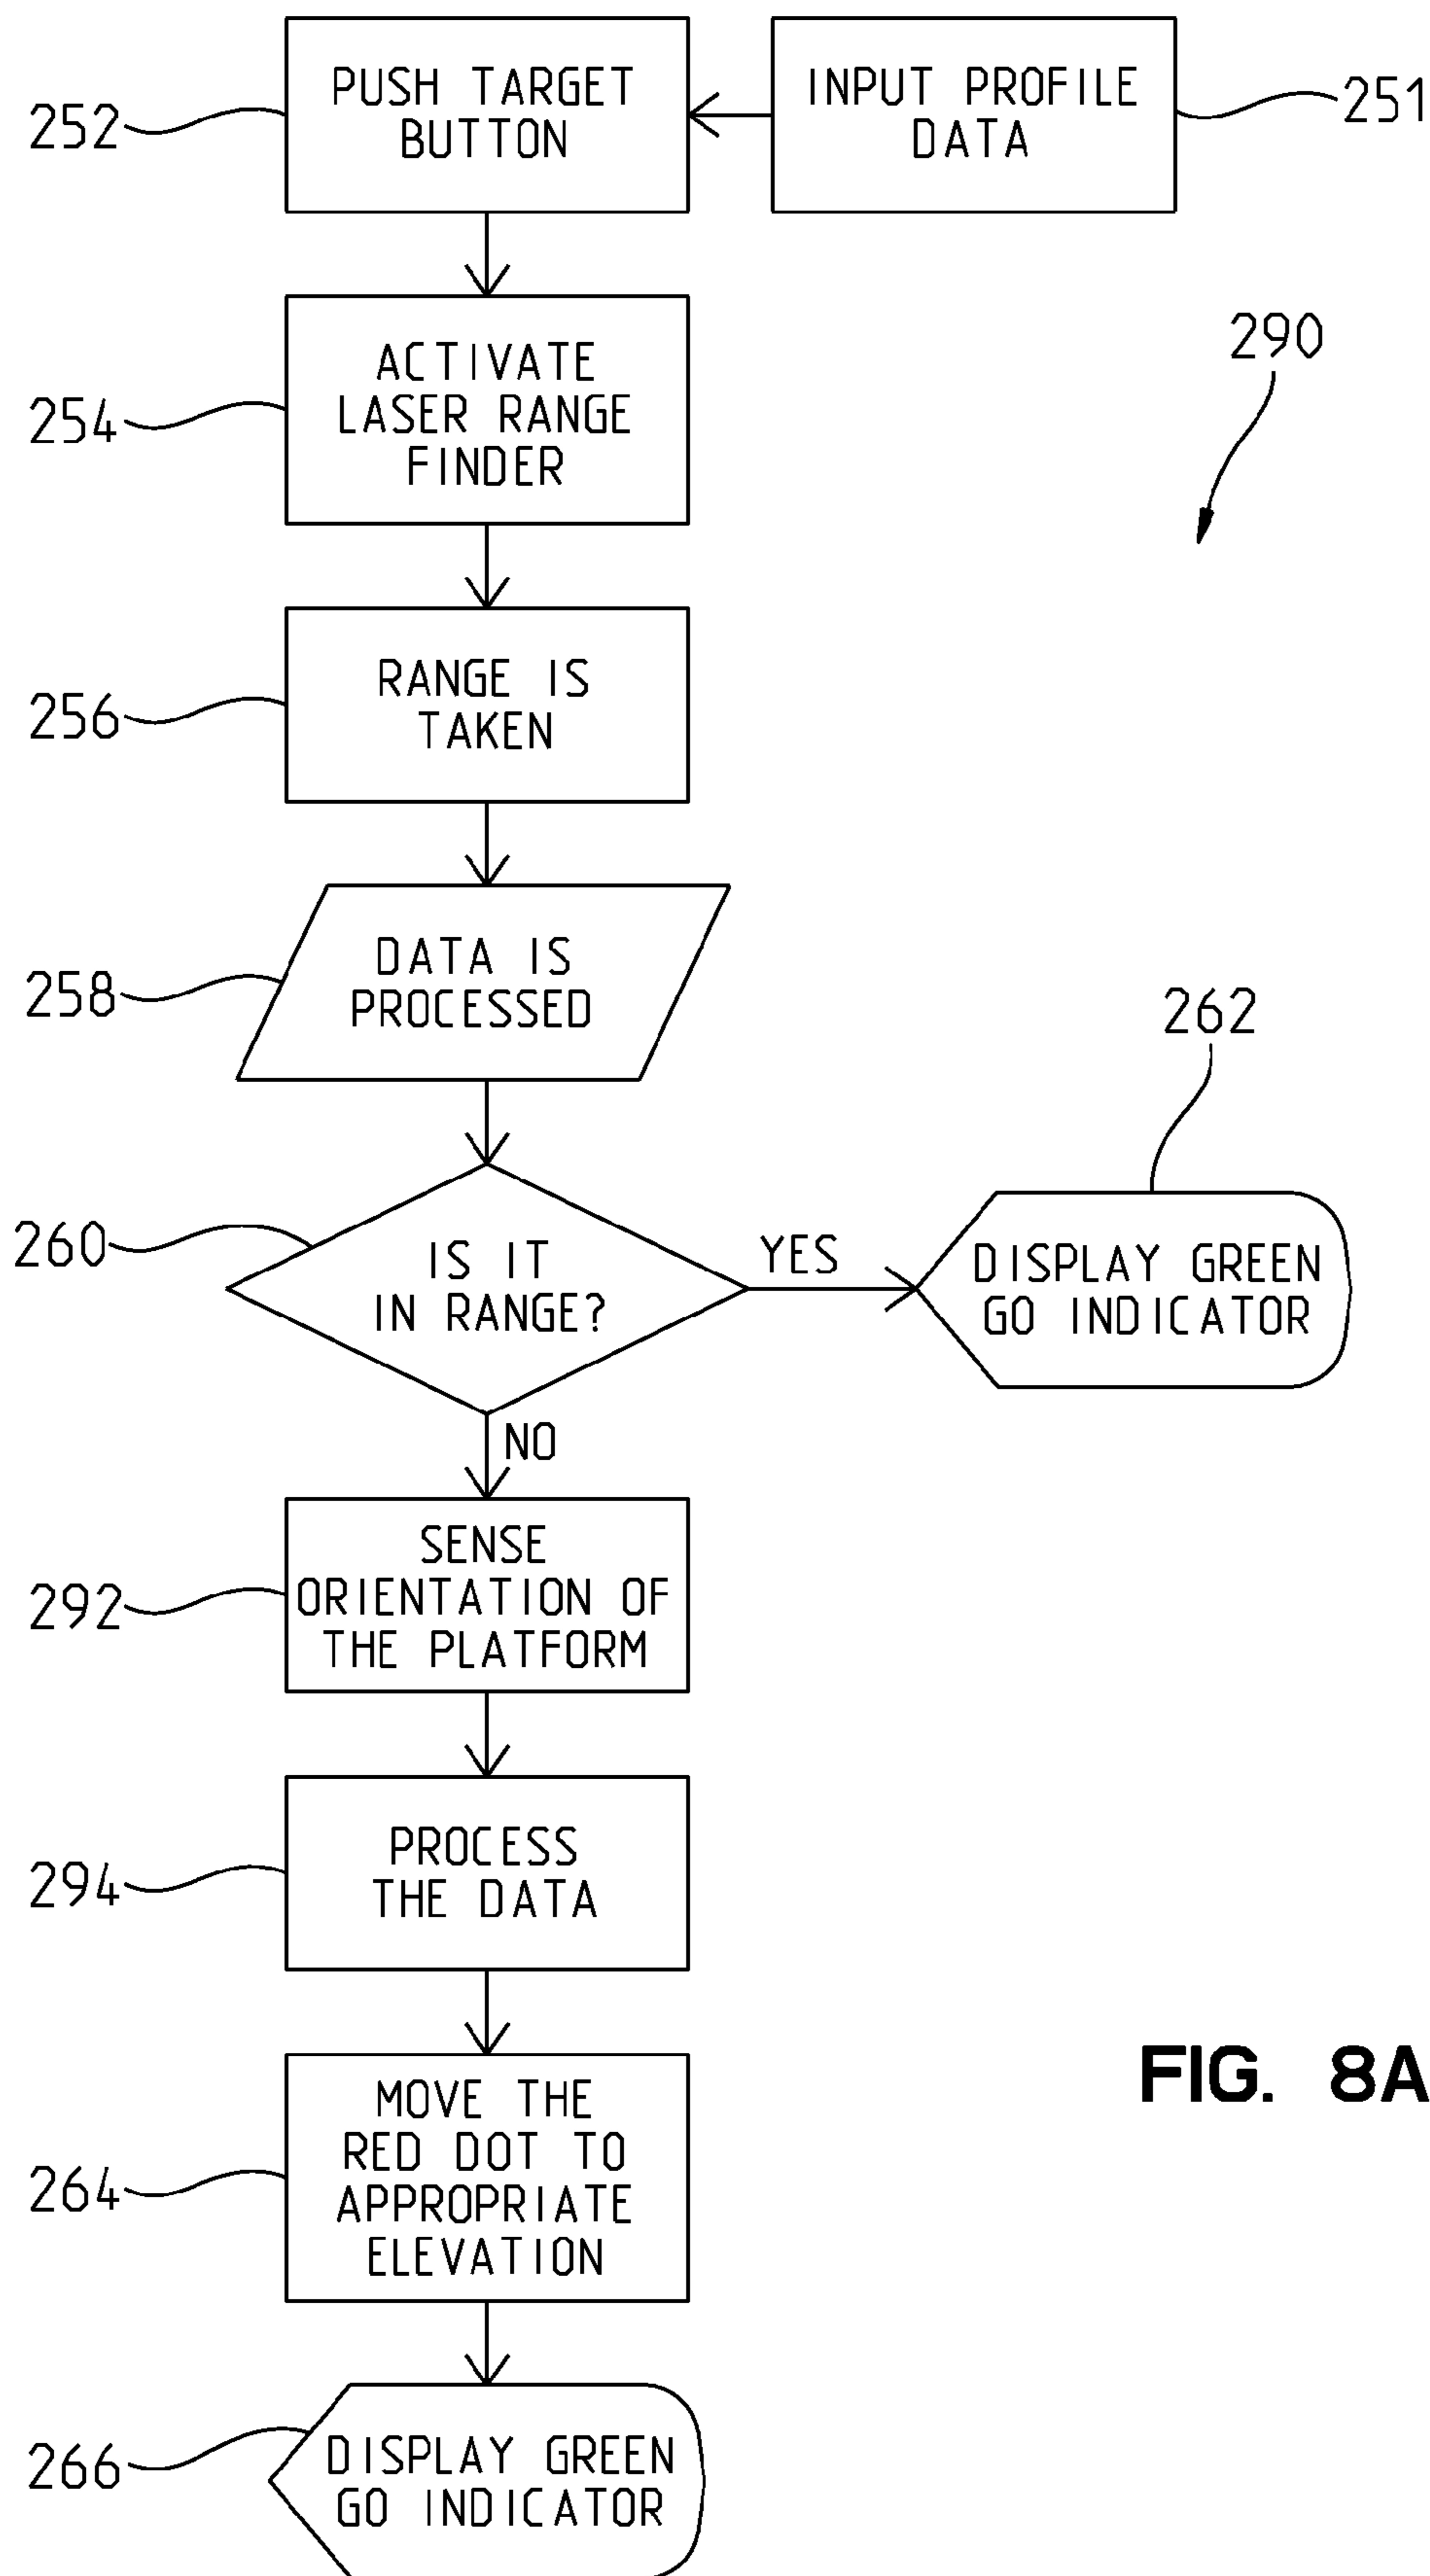 252
PUSH TARGET
BUTTON
INPUT PROFILE
DATA
251
290
254
ACTIVATE
LASER RANGE
FINDER
256
RANGE IS
TAKEN
258
DATA IS
PROCESSED
262
260
IS IT
IN RANGE?
YES
DISPLAY GREEN
GO INDICATOR
NO
292
SENSE
ORIENTATION OF
THE PLATFORM
294
PROCESS
THE DATA
264
MOVE THE
RED DOT TO
APPROPRIATE
ELEVATION
FIG. 8A
266
DISPLAY GREEN
GO INDICATOR